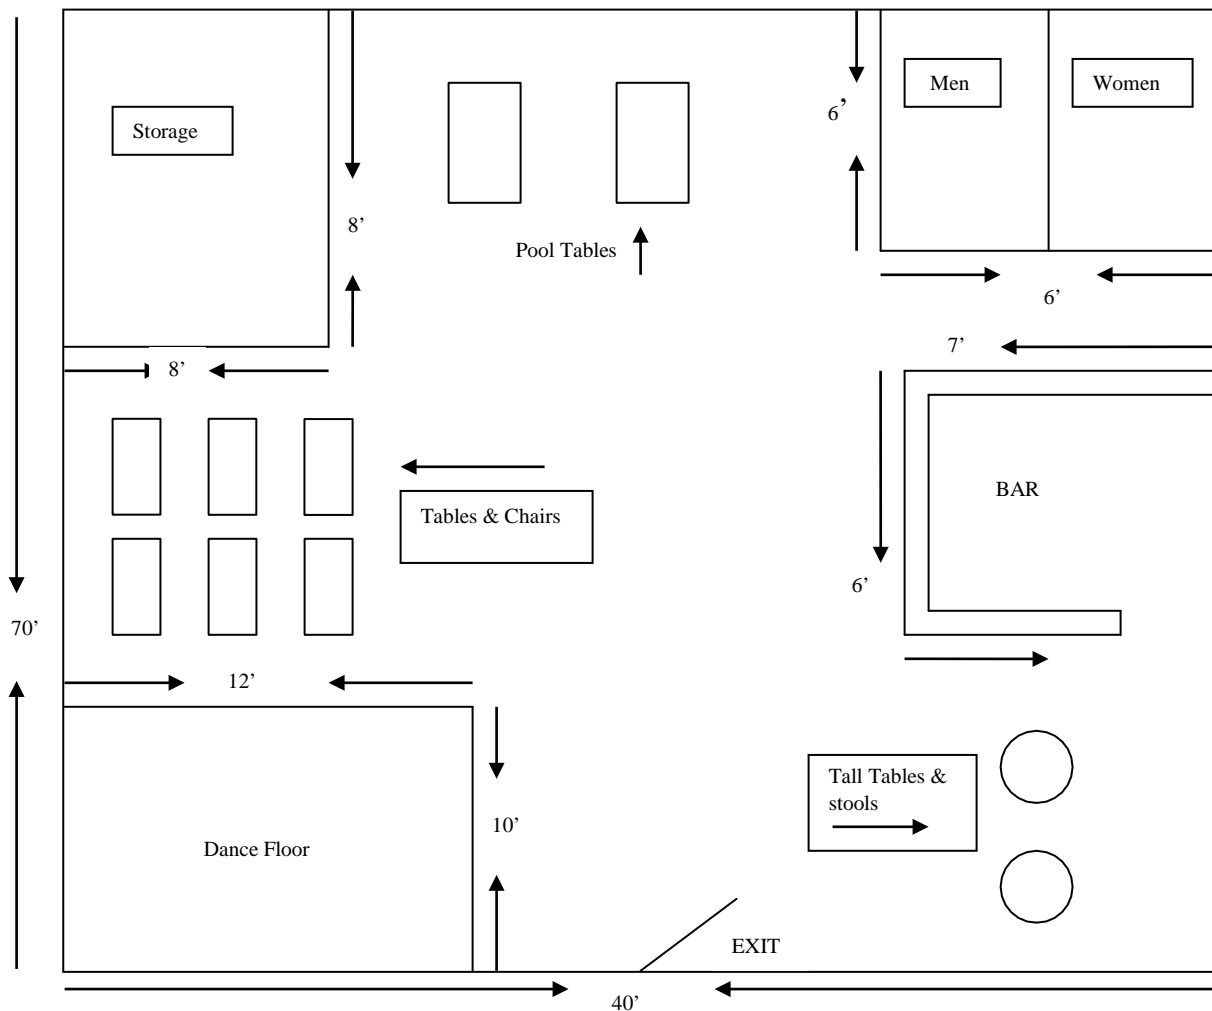 Men
Women
6’
Storage
8’
Pool Tables
6’
7’
8’
BAR
Tables & Chairs
6’
70’
12’
Tall Tables &
stools
10’
Dance Floor
EXIT
40’